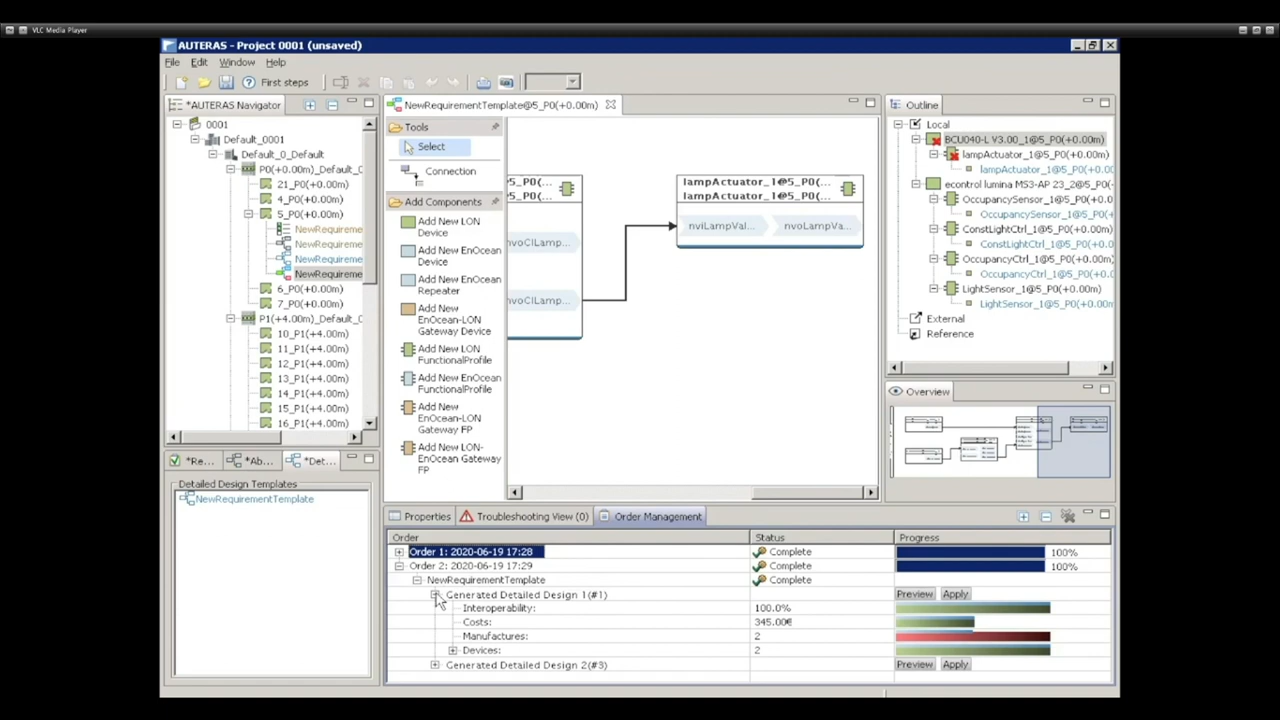 VLC Media Player
AUTERAS - Project 0001 (unsaved)
File Edit Window Help
First steps
*AUTERAS Navigator
0001
Default_0001
Default_0_Default
P0(+0.00m)_Default_0
21_P0(+0.00m)
4_P0(+0.00m)
5_P0(+0.00m)
NewRequireme
NewRequireme
NewRequireme
NewRequireme
6_P0(+0.00m)
7_P0(+0.00m)
P1(+4.00m)_Default_0
10_P1(+4.00m)
11_P1(+4.00m)
12_P1(+4.00m)
13_P1(+4.00m)
14_P1(+4.00m)
15_P1(+4.00m)
16_P1(+4.00m)
*Re... *Ab... *Det...
Detailed Design Templates
NewRequirementTemplate
NewRequirementTemplate@5_P0(+0.00m)
Tools
Select
Connection
Add Components
Add New LON
Device
Add New EnOcean
Device
Add New EnOcean
Repeater
Add New
EnOcean-LON
Gateway Device
Add New LON
FunctionalProfile
Add New EnOcean
FunctionalProfile
Add New
EnOcean-LON
Gateway FP
Add New LON-
EnOcean Gateway
FP
5_P0(...
5_P0(...
nvoClLamp...
nvoClLamp...
lampActuator_1@5_P0(...
lampActuator_1@5_P0(...
nviLampVal... nvoLampVa...
Outline
Local
BCU040-L V3.00_1@5_P0(+0.00m)
lampActuator_1@5_P0(+0.00m)
lampActuator_1@5_P0(+0.0
econtrol lumina MS3-AP 23_2@5_P0(
OccupancySensor_1@5_P0(+0.0
OccupancySensor_1@5_P0(
ConstLightCtrl_1@5_P0(+0.00m
ConstLightCtrl_1@5_P0(+0
OccupancyCtrl_1@5_P0(+0.00m
OccupancyCtrl_1@5_P0(+0
LightSensor_1@5_P0(+0.00m)
LightSensor_1@5_P0(+0.0
External
Reference
Overview
Properties Troubleshooting View (0) Order Management
Order Status Progress
Order 1: 2020-06-19 17:28 Complete 100%
Order 2: 2020-06-19 17:29 Complete 100%
NewRequirementTemplate Complete
Generated Detailed Design 1(#1) Preview Apply
Interoperability: 100.0%
Costs: 345.00€
Manufactures: 2
Devices: 2
Generated Detailed Design 2(#3) Preview Apply